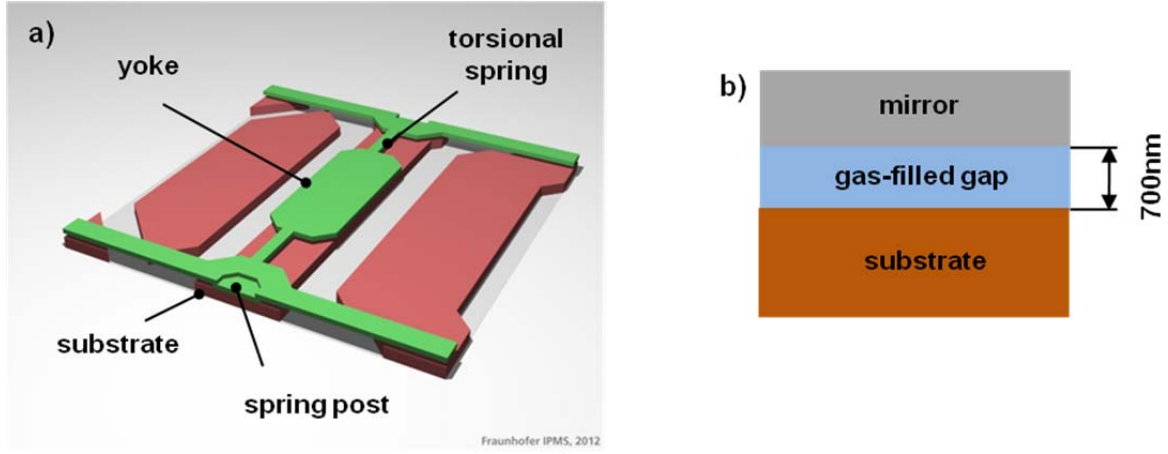 a)
torsional
spring
yoke
substrate
spring post
Fraunhofer IPMS, 2012
b)
mirror
gas-filled gap
substrate
700nm